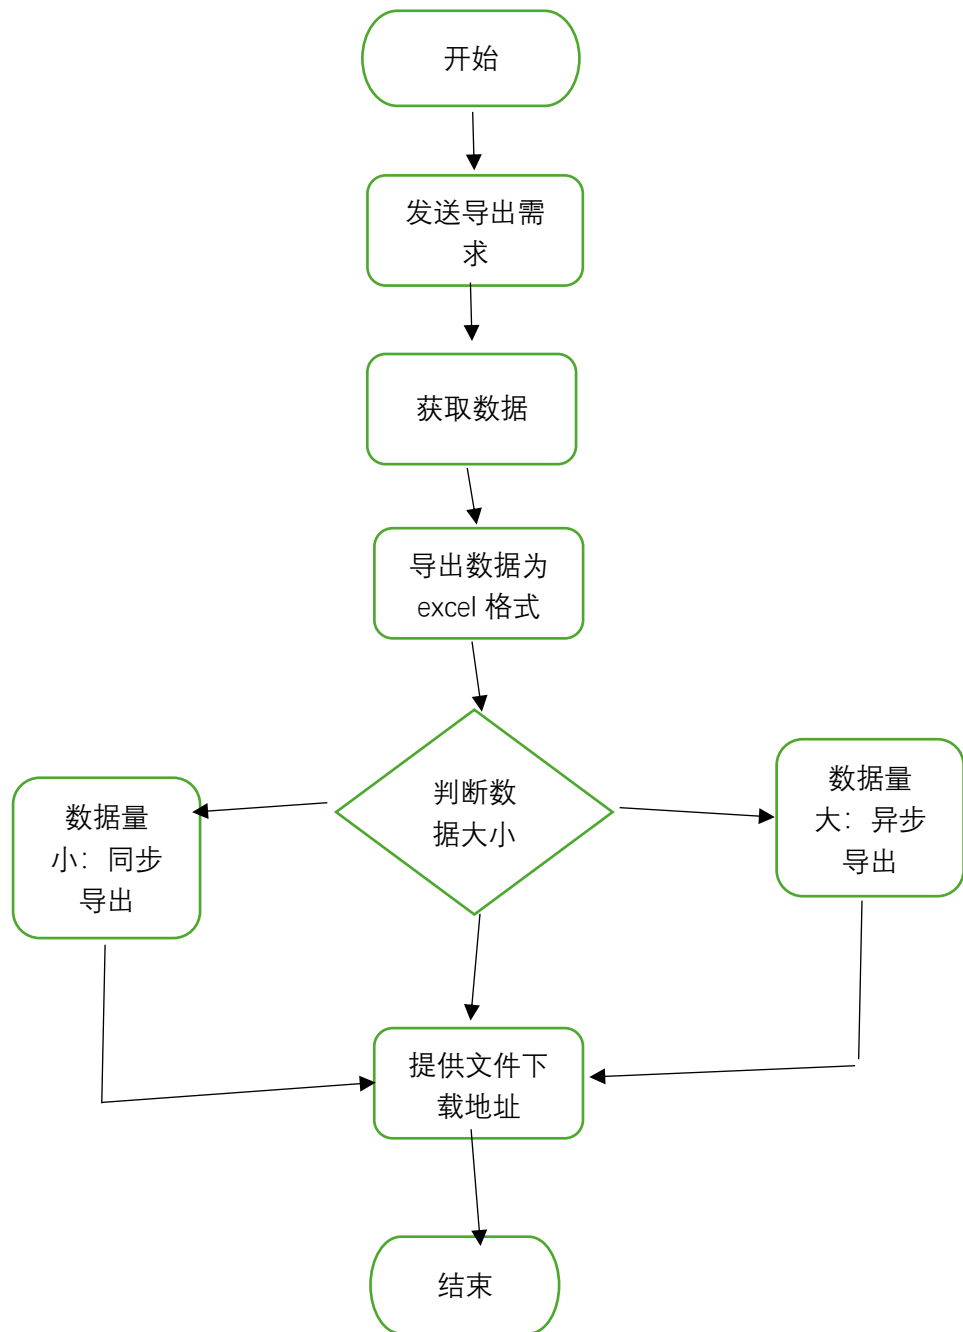 开始
发送导出需
求
获取数据
导出数据为
excel 格式
判断数
据大小
数据量
小：同步
导出
数据量
大：异步
导出
提供文件下
载地址
结束